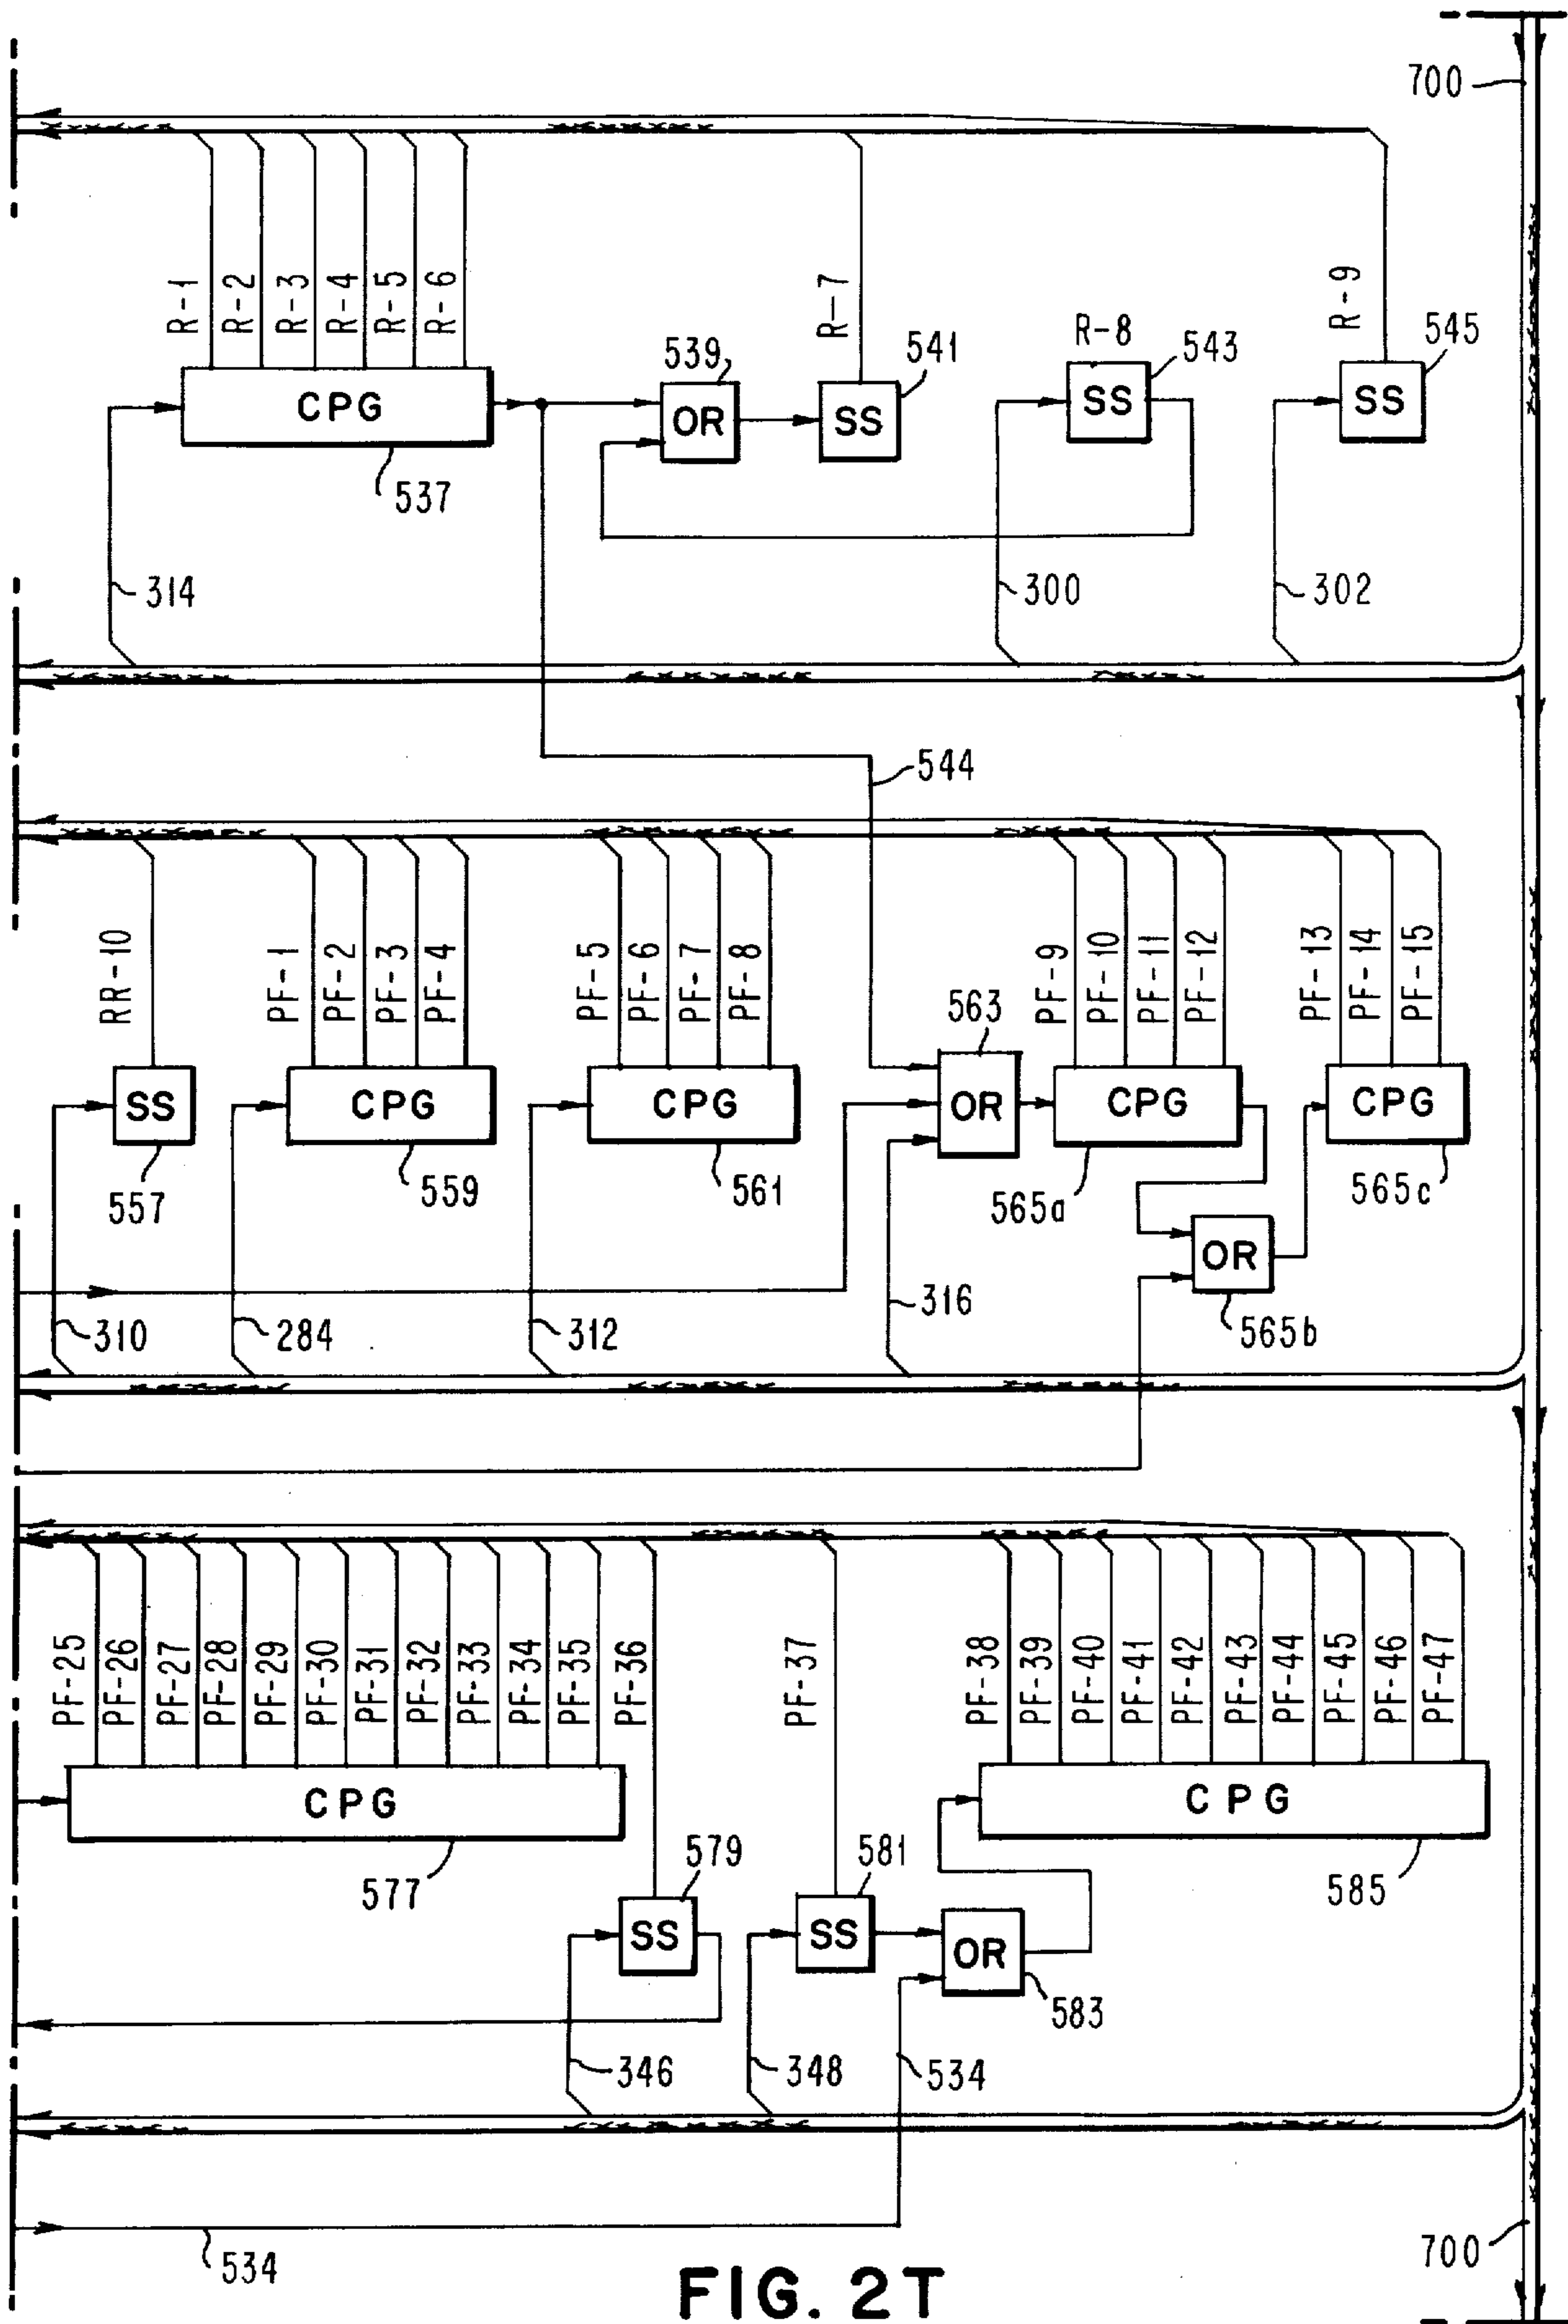 700
R-1
R-2
R-3
R-4
R-5
R-6
R-7
R-8
R-9
539
541
543
545
CPG
OR
SS
SS
SS
537
314
300
302
544
RR-10
PF-1
PF-2
PF-3
PF-4
PF-5
PF-6
PF-7
PF-8
PF-9
PF-10
PF-11
PF-12
PF-13
PF-14
PF-15
563
SS
CPG
CPG
OR
CPG
CPG
557
559
561
565a
565c
OR
565b
310
284
312
316
PF-25
PF-26
PF-27
PF-28
PF-29
PF-30
PF-31
PF-32
PF-33
PF-34
PF-35
PF-36
PF-37
PF-38
PF-39
PF-40
PF-41
PF-42
PF-43
PF-44
PF-45
PF-46
PF-47
CPG
CPG
577
579
581
585
SS
SS
OR
583
346
348
534
534
700
FIG. 2T